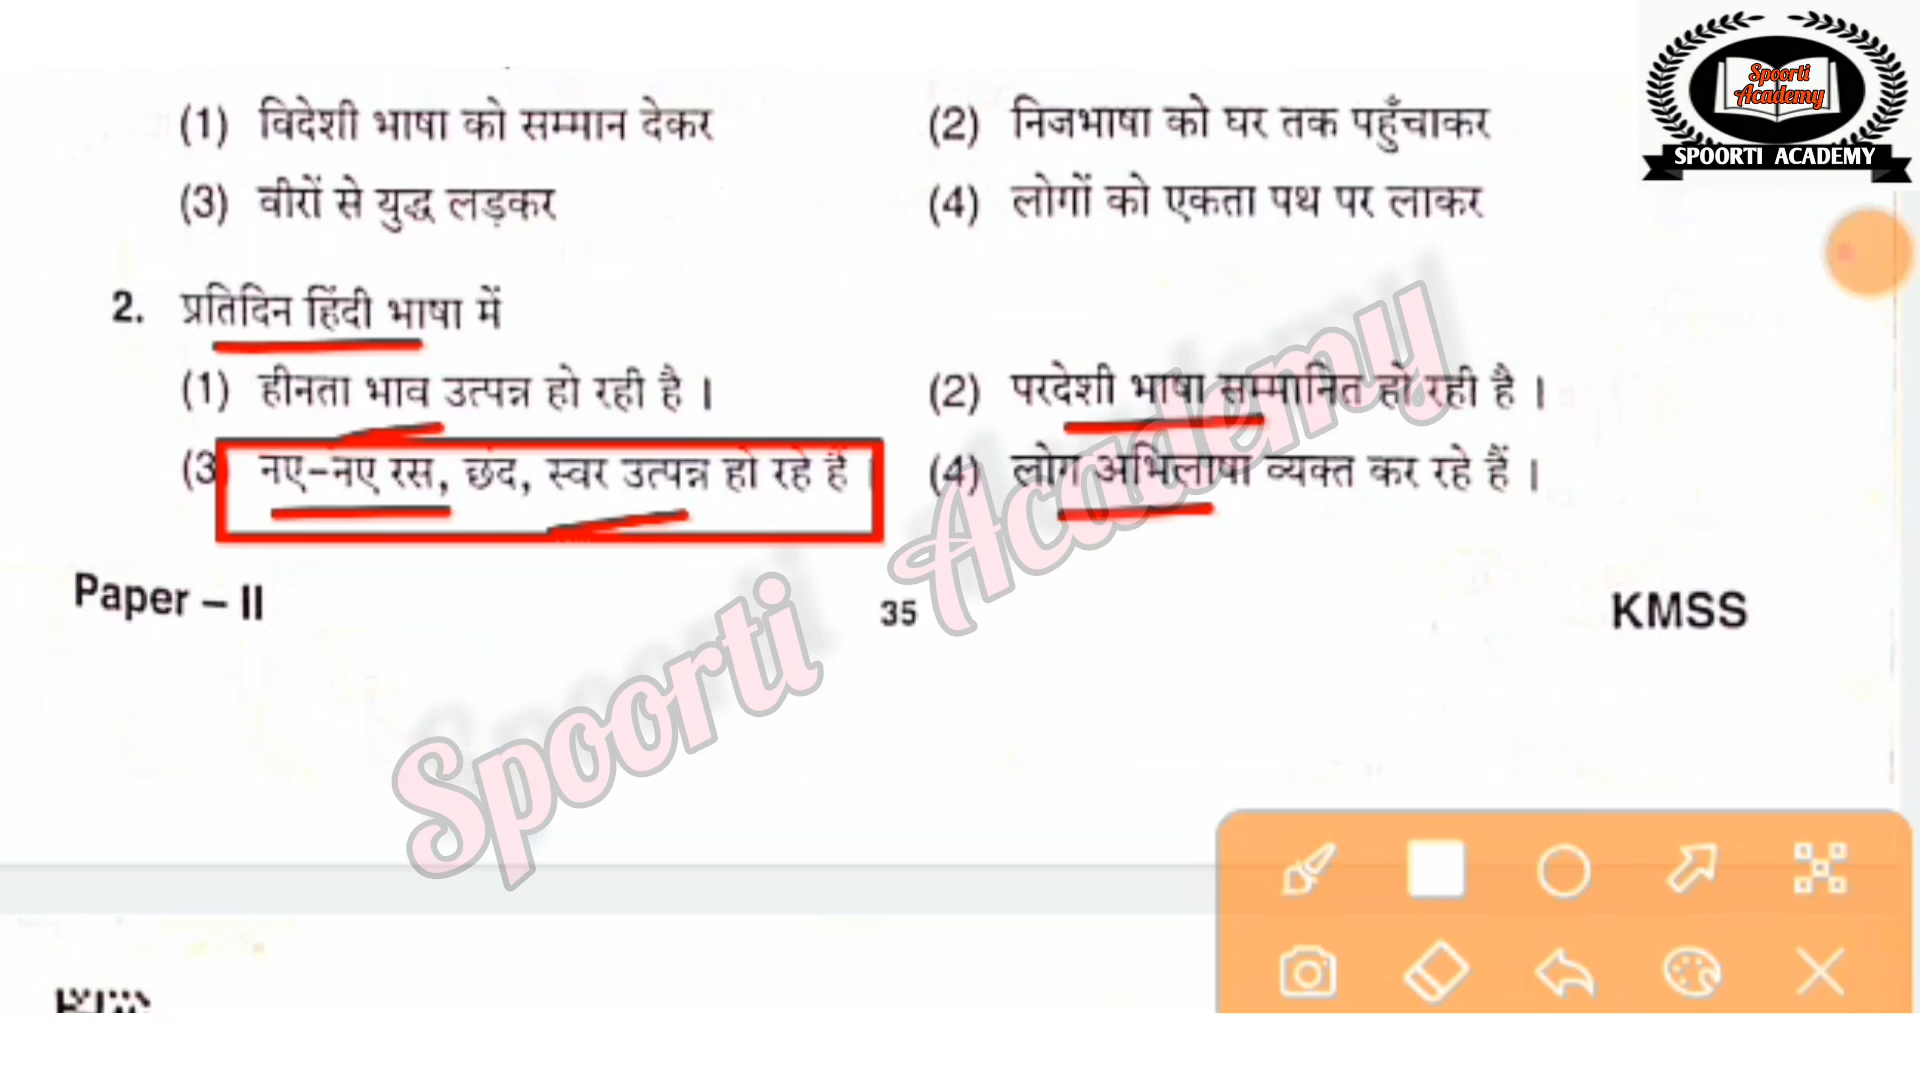 Spoorti
Academy
SPOORTI ACADEMY
(1) विदेशी भाषा को सम्मान देकर
(2) निजभाषा को घर तक पहुँचाकर
(3) वीरों से युद्ध लड़कर
(4) लोगों को एकता पथ पर लाकर
2. प्रतिदिन हिंदी भाषा में
(1) हीनता भाव उत्पन्न हो रही है ।
(2) परदेशी भाषा सम्मानित हो रही है ।
(3) नए-नए रस, छंद, स्वर उत्पन्न हो रहे हैं ।
(4) लोग अभिलाषा व्यक्त कर रहे हैं ।
Paper – II
35
KMSS
Spoorti Academy